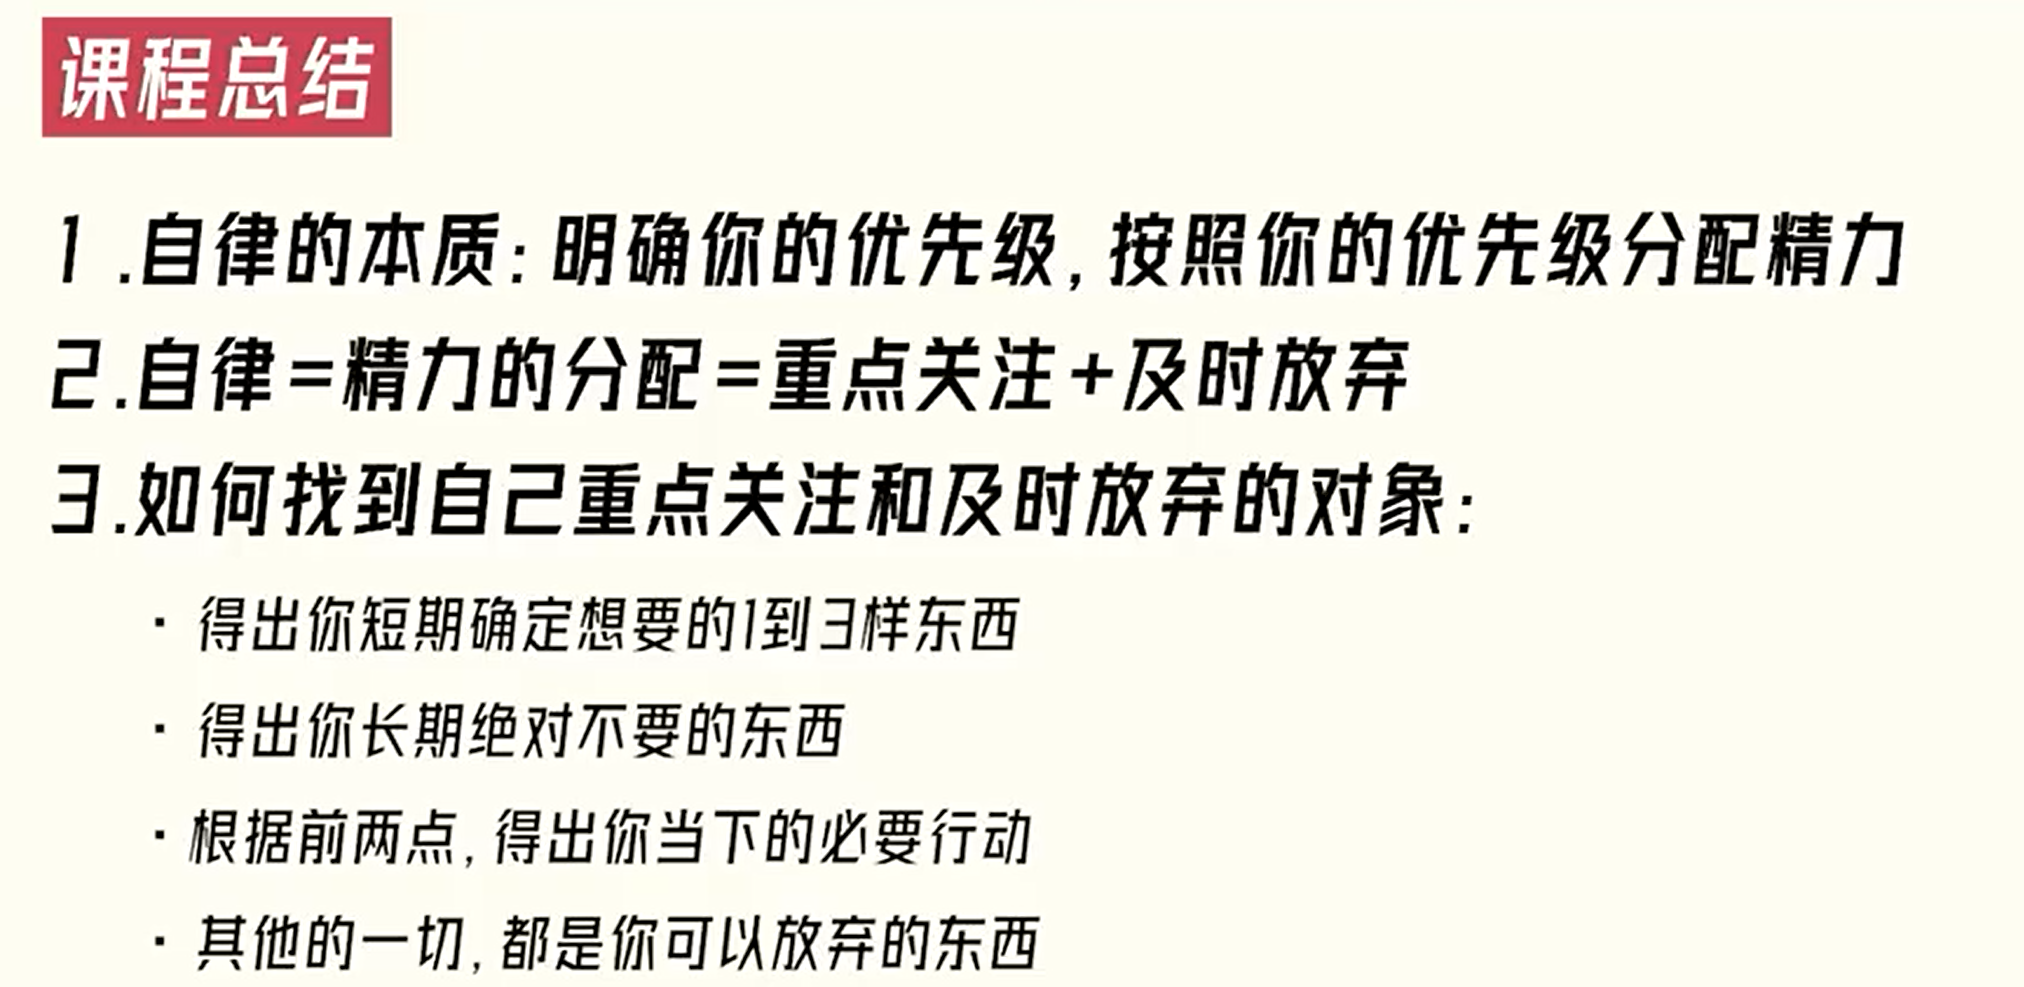 课程总结
1.自律的本质:明确你的优先级,按照你的优先级分配精力
2.自律=精力的分配=重点关注+及时放弃
3.如何找到自己重点关注和及时放弃的对象:
· 得出你短期确定想要的1到3样东西
· 得出你长期绝对不要的东西
· 根据前两点,得出你当下的必要行动
· 其他的一切,都是你可以放弃的东西